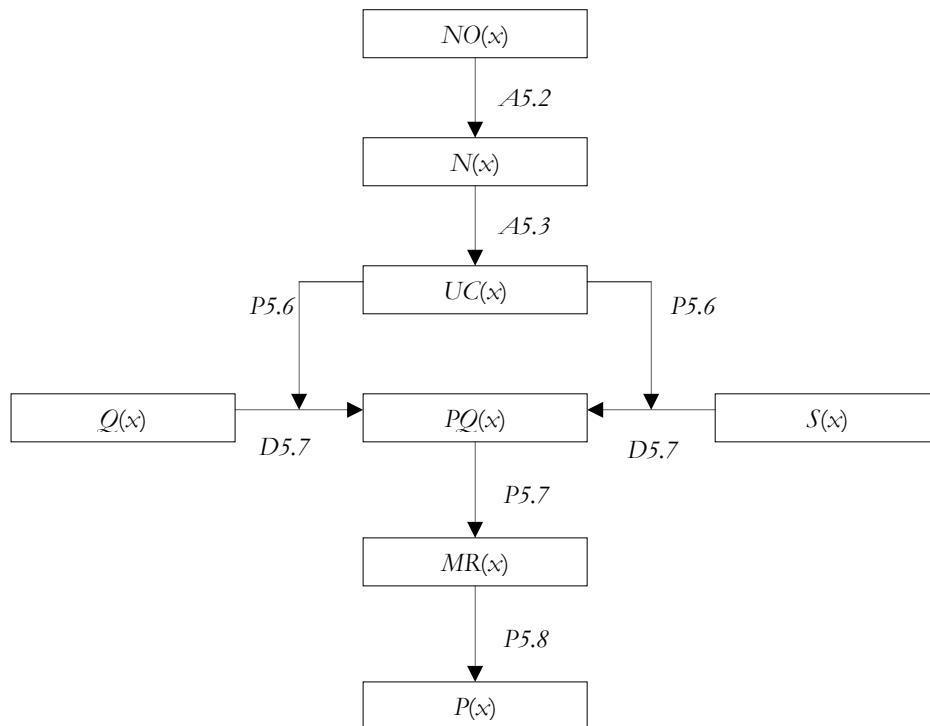 NO(x)
A5.2
N(x)
A5.3
UC(x)
P5.6
P5.6
Q(x)
PQ(x)
S(x)
D5.7
D5.7
P5.7
MR(x)
P5.8
P(x)